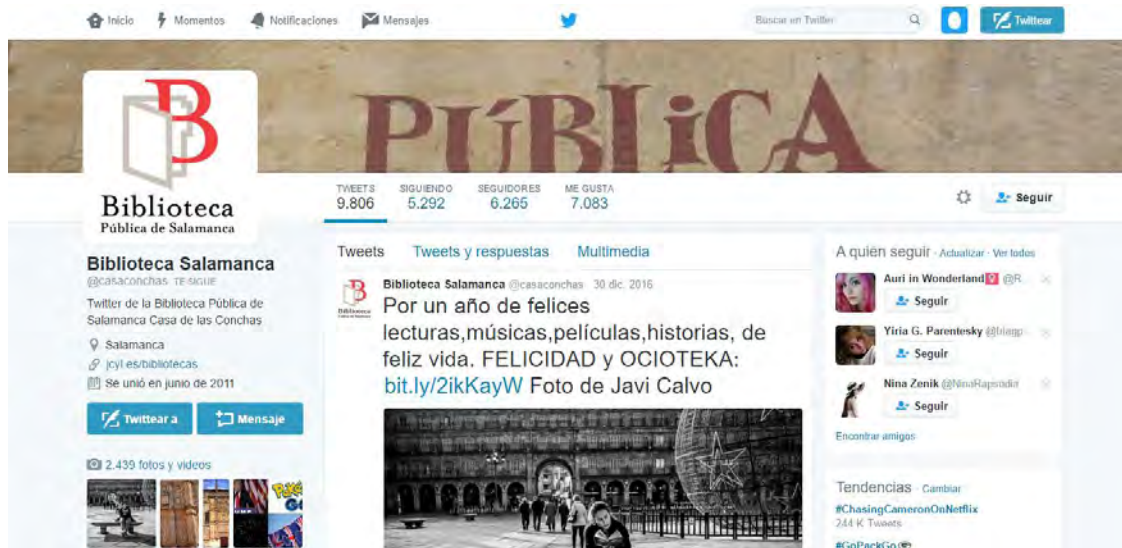 Inicio Momentos Notificaciones Mensajes Buscar en Twitter Twittear
PÚBLiCA
B
Biblioteca
Pública de Salamanca
TWEETS SIGUIENDO SEGUIDORES ME GUSTA
9.806 5.292 6.265 7.083
Seguir
Biblioteca Salamanca
@casaconchas TE SIGUE
Twitter de la Biblioteca Pública de
Salamanca Casa de las Conchas
Salamanca
jcyl.es/bibliotecas
Se unió en junio de 2011
Twittear a Mensaje
2.439 fotos y videos
Tweets Tweets y respuestas Multimedia
Biblioteca Salamanca @casaconchas 30 dic. 2016
Por un año de felices
lecturas,músicas,películas,historias, de
feliz vida. FELICIDAD y OCIOTEKA:
bit.ly/2ikKayW Foto de Javi Calvo
A quién seguir · Actualizar · Ver todos
Auri in Wonderland @R
Seguir
Yiria G. Parentesky
Seguir
Nina Zenik @NinaRapsodia
Seguir
Encontrar amigos
Tendencias · Cambiar
#ChasingCameronOnNetflix
244 K Tweets
#GoPackGo